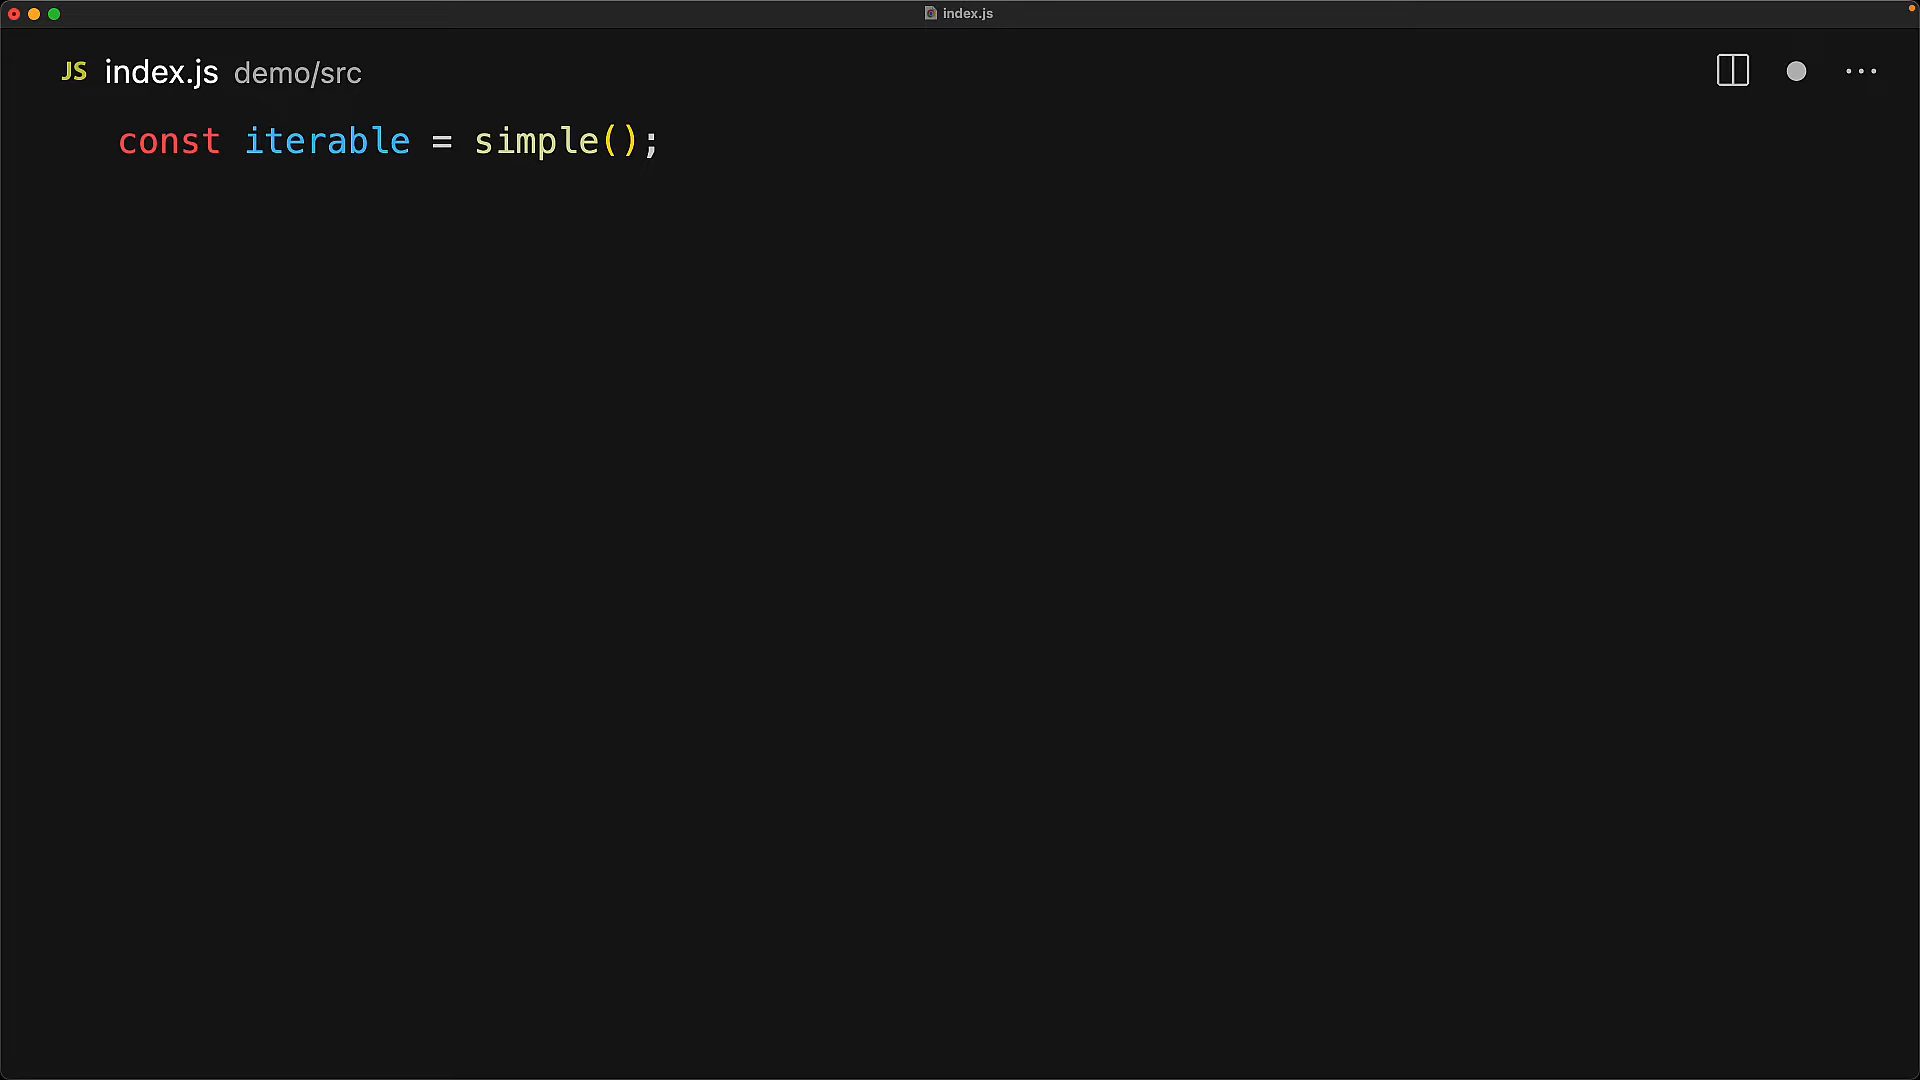 index.js
JS index.js demo/src
const iterable = simple();